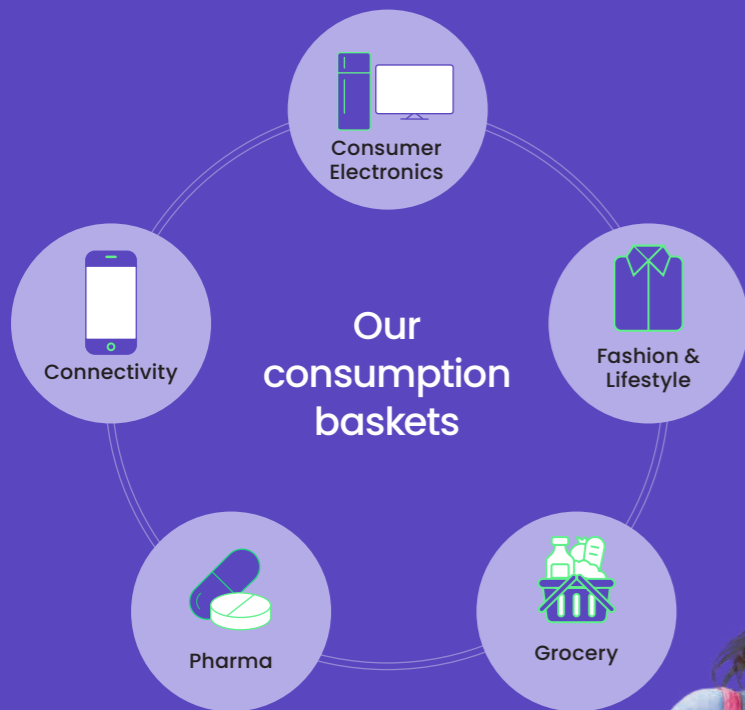 Consumer
Electronics
Fashion &
Lifestyle
Grocery
Pharma
Connectivity
Our
consumption
baskets